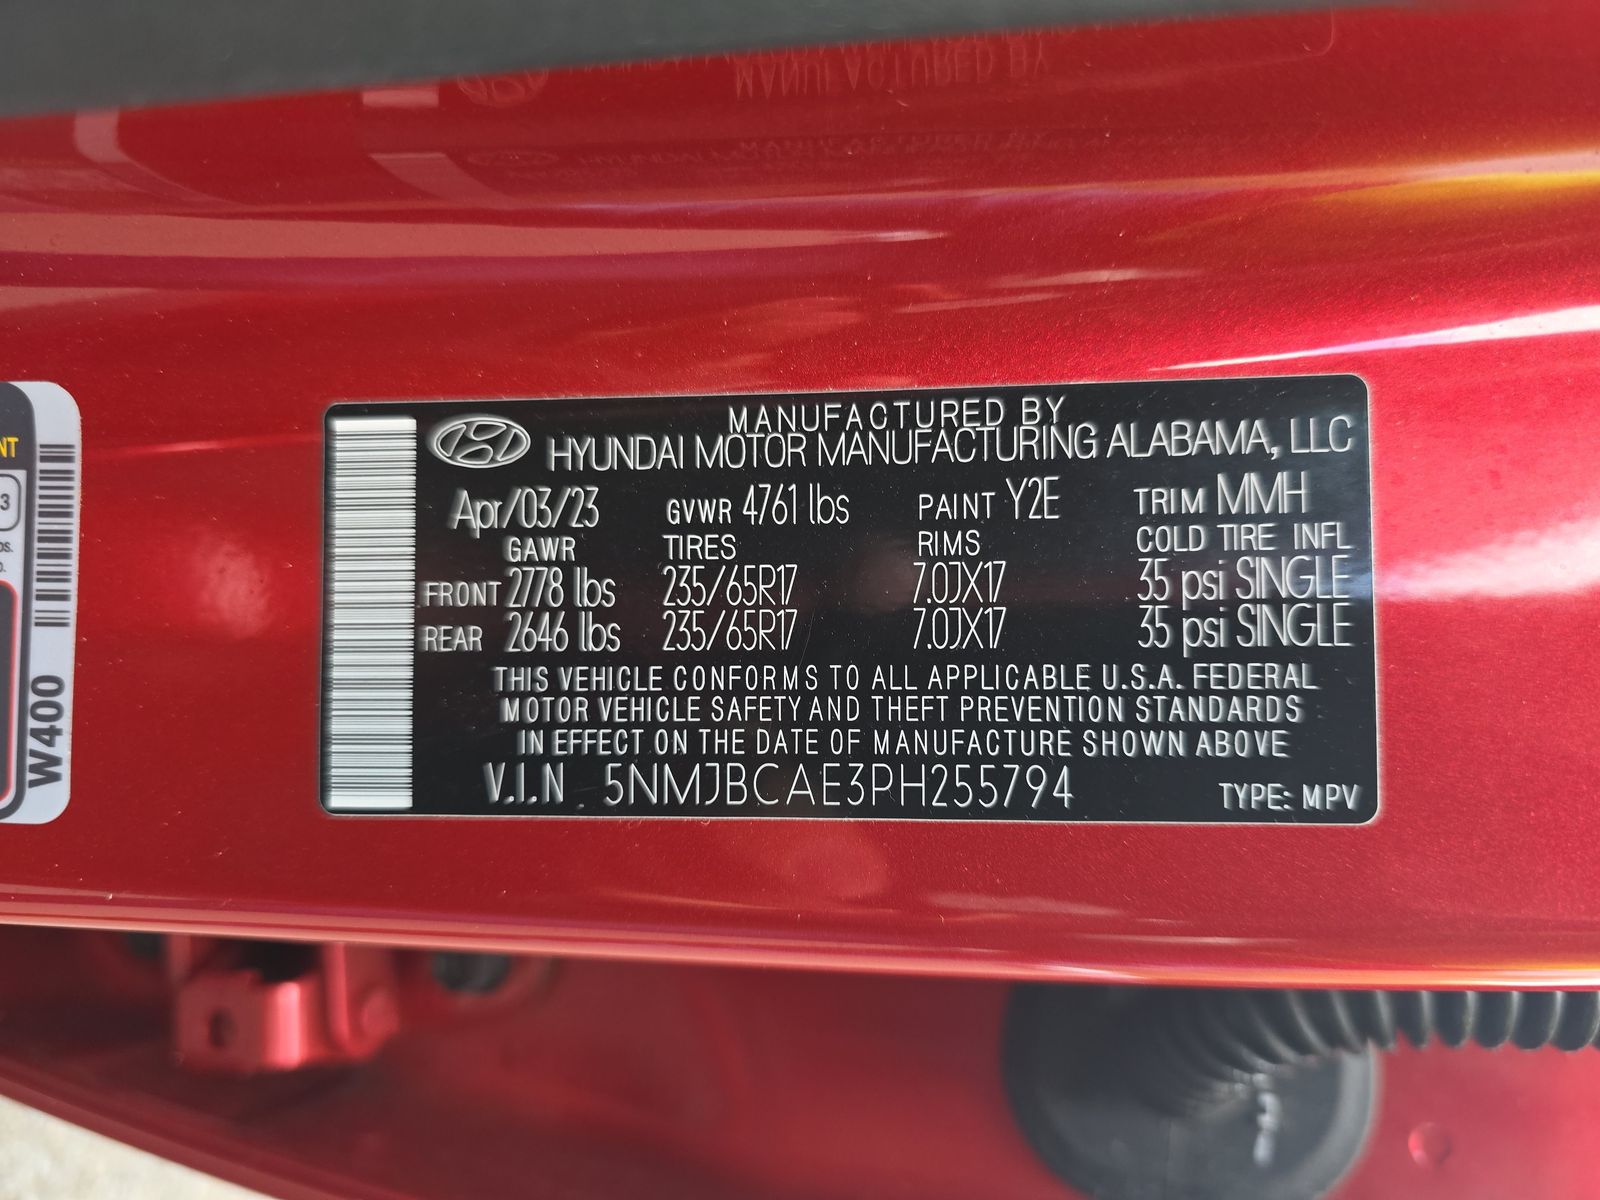 MANUFACTURED BY
HYUNDAI MOTOR MANUFACTURING ALABAMA, LLC
Apr/03/23 GVWR 4761 lbs PAINT Y2E TRIM MMH
GAWR TIRES RIMS COLD TIRE INFL
FRONT 2778 lbs 235/65R17 7.0JX17 35 psi SINGLE
REAR 2646 lbs 235/65R17 7.0JX17 35 psi SINGLE
THIS VEHICLE CONFORMS TO ALL APPLICABLE U.S.A. FEDERAL
MOTOR VEHICLE SAFETY AND THEFT PREVENTION STANDARDS
IN EFFECT ON THE DATE OF MANUFACTURE SHOWN ABOVE
V.I.N 5NMJBCAE3PH255794 TYPE: MPV
NT
3
W400